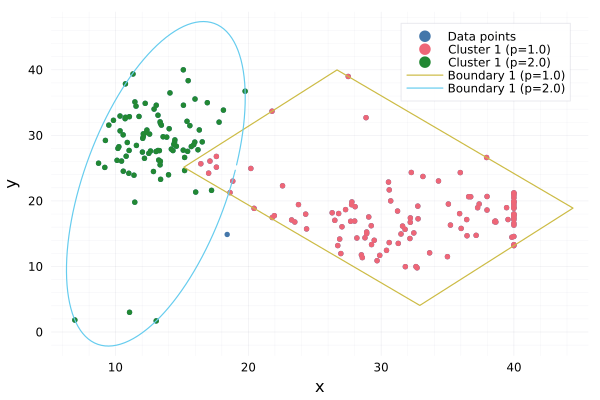 Data points
Cluster 1 (p=1.0)
Cluster 1 (p=2.0)
Boundary 1 (p=1.0)
Boundary 1 (p=2.0)
40
30
20
10
0
y
10
20
30
40
x